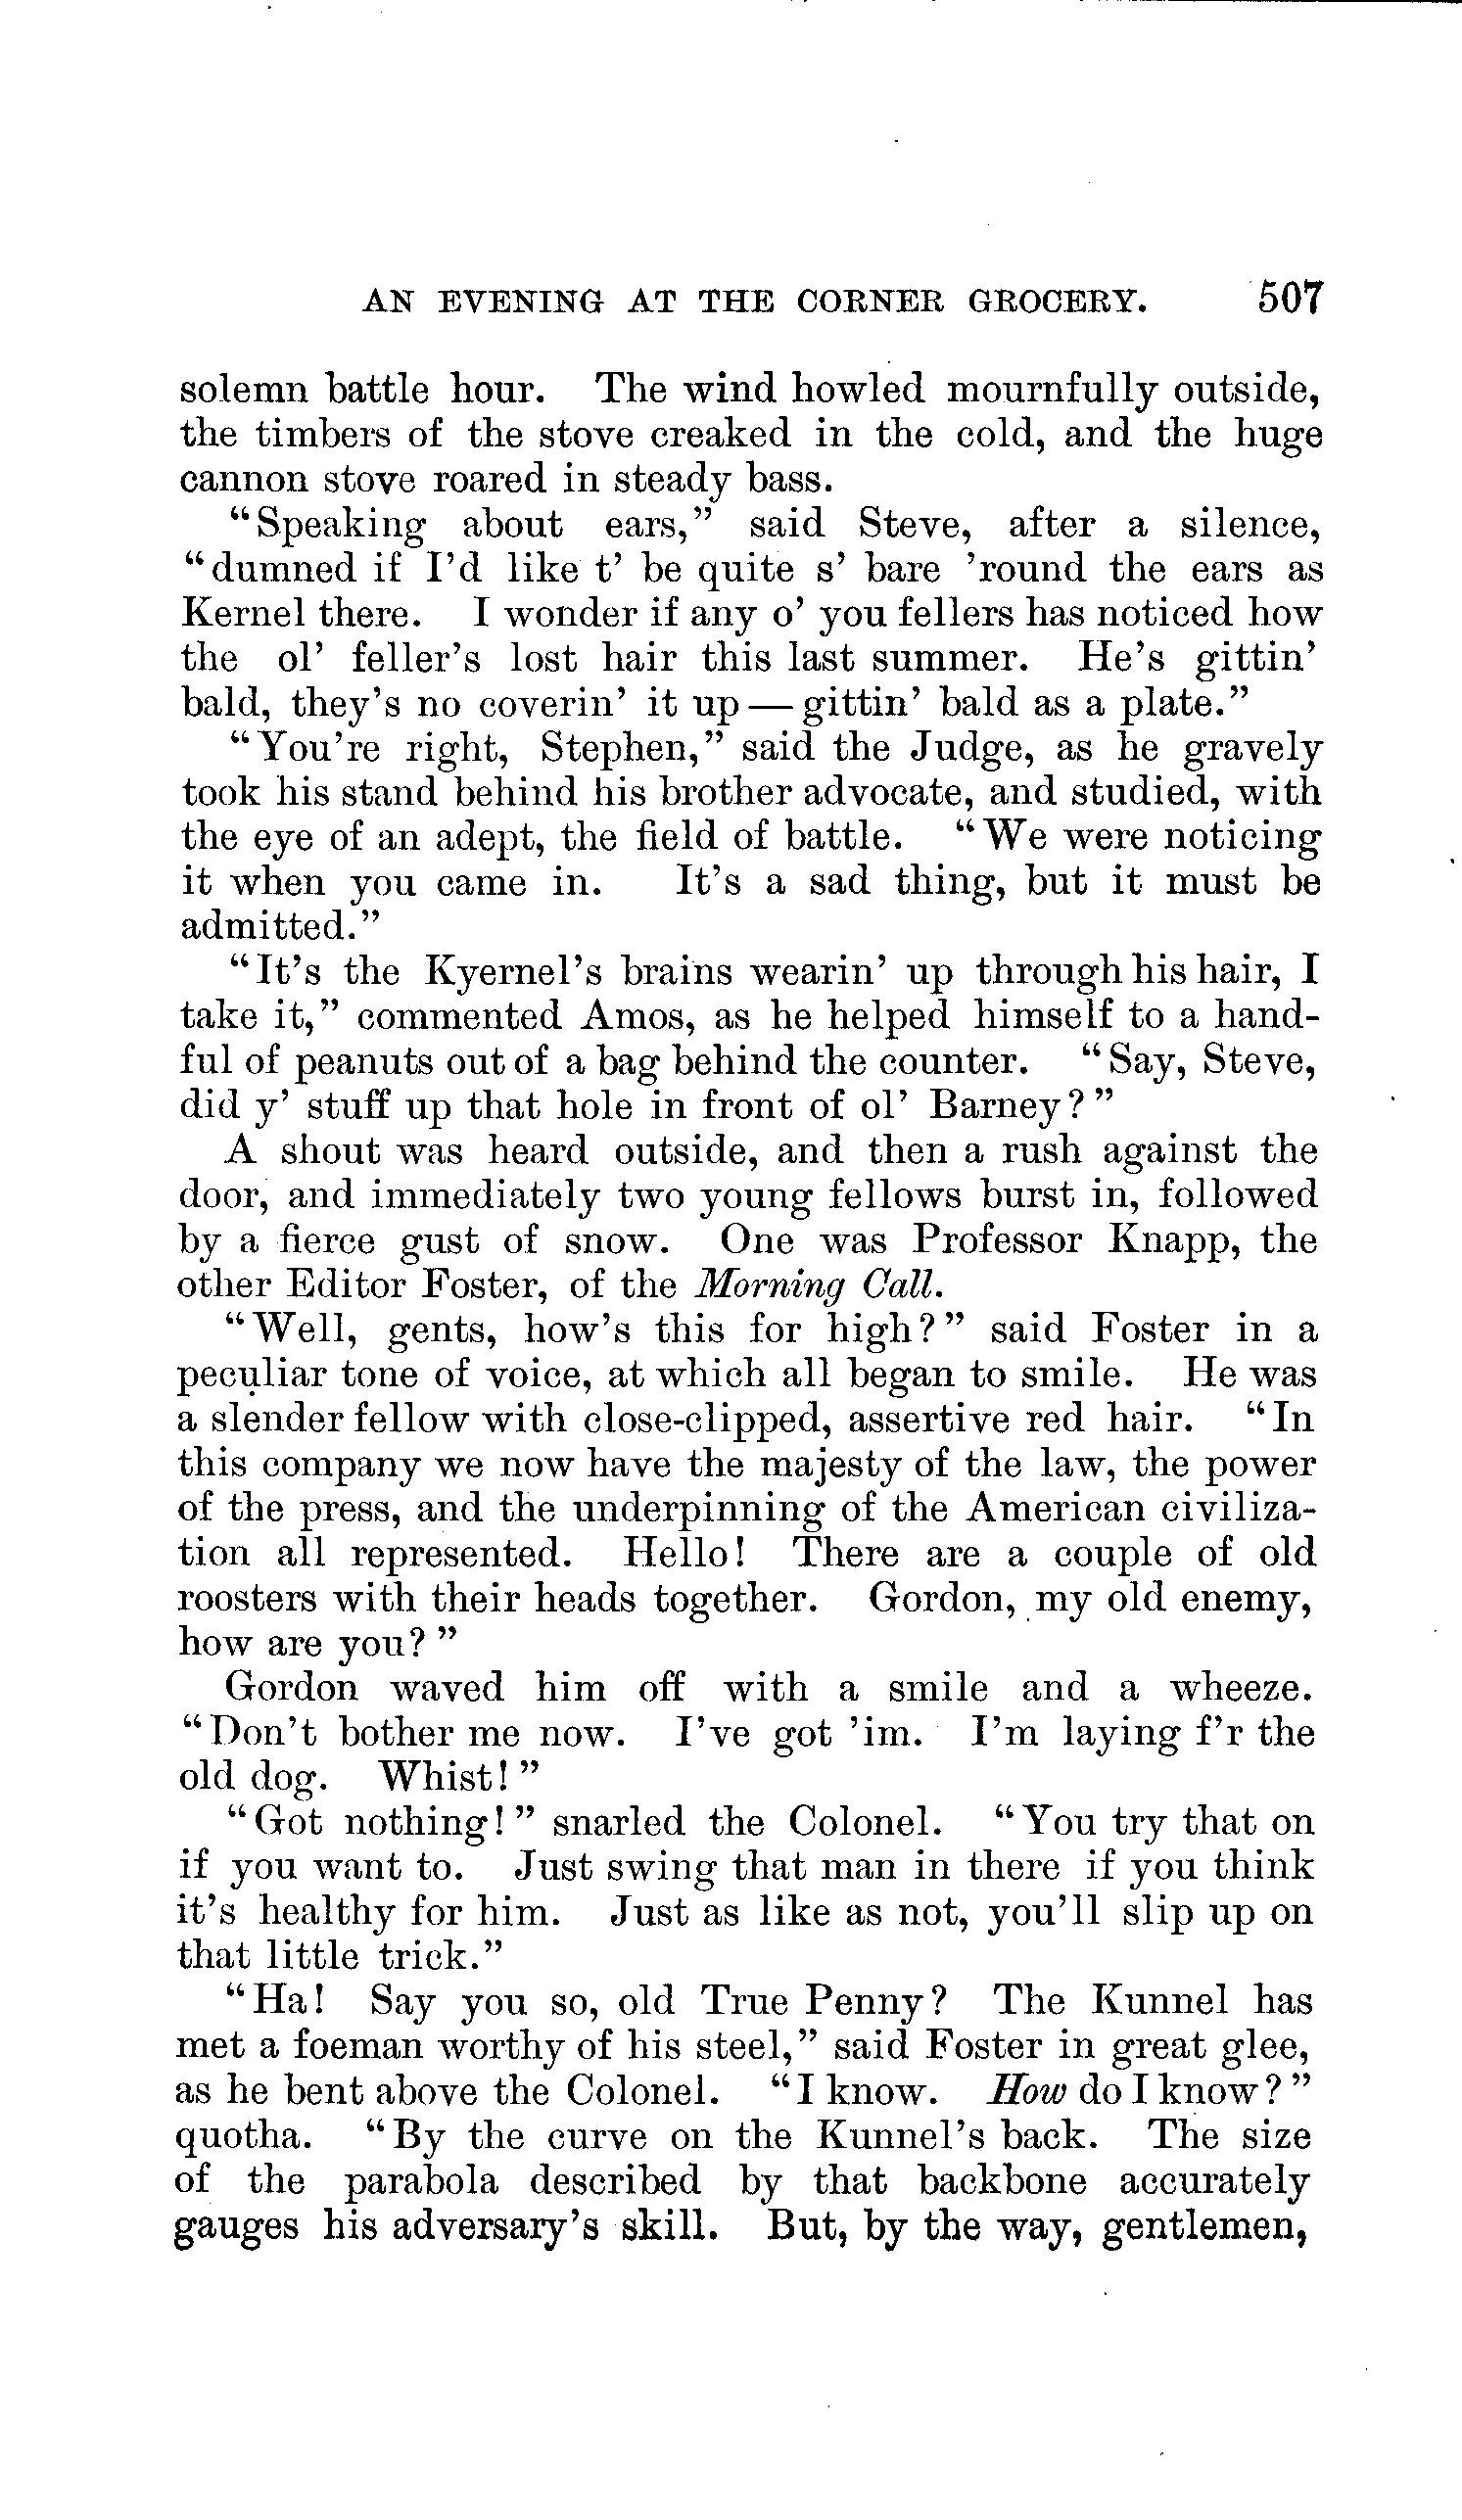 AN EVENING AT THE CORNER GROCERY. 507
solemn battle hour. The wind howled mournfully outside,
the timbers of the stove creaked in the cold, and the huge
cannon stove roared in steady bass.
"Speaking about ears," said Steve, after a silence,
"dumned if I'd like t' be quite s' bare 'round the ears as
Kernel there. I wonder if any o' you fellers has noticed how
the ol' feller's lost hair this last summer. He's gittin'
bald, they's no coverin' it up — gittin' bald as a plate."
"You're right, Stephen," said the Judge, as he gravely
took his stand behind his brother advocate, and studied, with
the eye of an adept, the field of battle. "We were noticing
it when you came in. It's a sad thing, but it must be
admitted."
"It's the Kyernel's brains wearin' up through his hair, I
take it," commented Amos, as he helped himself to a hand-
ful of peanuts out of a bag behind the counter. "Say, Steve,
did y' stuff up that hole in front of ol' Barney?"
A shout was heard outside, and then a rush against the
door, and immediately two young fellows burst in, followed
by a fierce gust of snow. One was Professor Knapp, the
other Editor Foster, of the Morning Call.
"Well, gents, how's this for high?" said Foster in a
peculiar tone of voice, at which all began to smile. He was
a slender fellow with close-clipped, assertive red hair. "In
this company we now have the majesty of the law, the power
of the press, and the underpinning of the American civiliza-
tion all represented. Hello! There are a couple of old
roosters with their heads together. Gordon, my old enemy,
how are you?"
Gordon waved him off with a smile and a wheeze.
"Don't bother me now. I've got 'im. I'm laying f'r the
old dog. Whist!"
"Got nothing!" snarled the Colonel. "You try that on
if you want to. Just swing that man in there if you think
it's healthy for him. Just as like as not, you'll slip up on
that little trick."
"Ha! Say you so, old True Penny? The Kunnel has
met a foeman worthy of his steel," said Foster in great glee,
as he bent above the Colonel. "I know. How do I know?"
quotha. "By the curve on the Kunnel's back. The size
of the parabola described by that backbone accurately
gauges his adversary's skill. But, by the way, gentlemen,